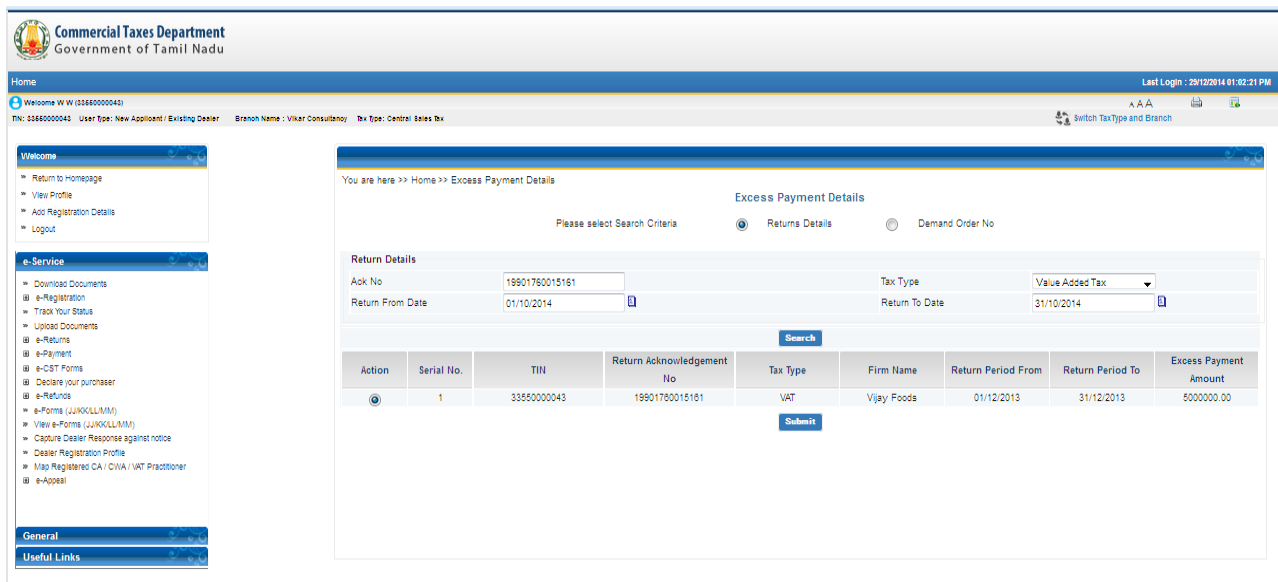 Commercial Taxes Department
Government of Tamil Nadu
Home
Last Login : 29/12/2014 01:02:21 PM
Welcome W W (33550000043)
A A A
TIN: 33550000043 User Type: New Applicant / Existing Dealer Branch Name : Vikar Consultancy Tax Type: Central Sales Tax
Switch TaxType and Branch
Welcome
Return to Homepage
View Profile
Add Registration Details
Logout
e-Service
Download Documents
e-Registration
Track Your Status
Upload Documents
e-Returns
e-Payment
e-CST Forms
Declare your purchaser
e-Refunds
e-Forms (JJ/KK/LL/MM)
View e-Forms (JJ/KK/LL/MM)
Capture Dealer Response against notice
Dealer Registration Profile
Map Registered CA / CWA / VAT Practitioner
e-Appeal
General
Useful Links
You are here >> Home >> Excess Payment Details
Excess Payment Details
Please select Search Criteria Returns Details Demand Order No
Return Details
Ack No 19901760015161 Tax Type Value Added Tax
Return From Date 01/10/2014 Return To Date 31/10/2014
Search
Action Serial No. TIN Return Acknowledgement No Tax Type Firm Name Return Period From Return Period To Excess Payment Amount
1 33550000043 19901760015161 VAT Vijay Foods 01/12/2013 31/12/2013 5000000.00
Submit